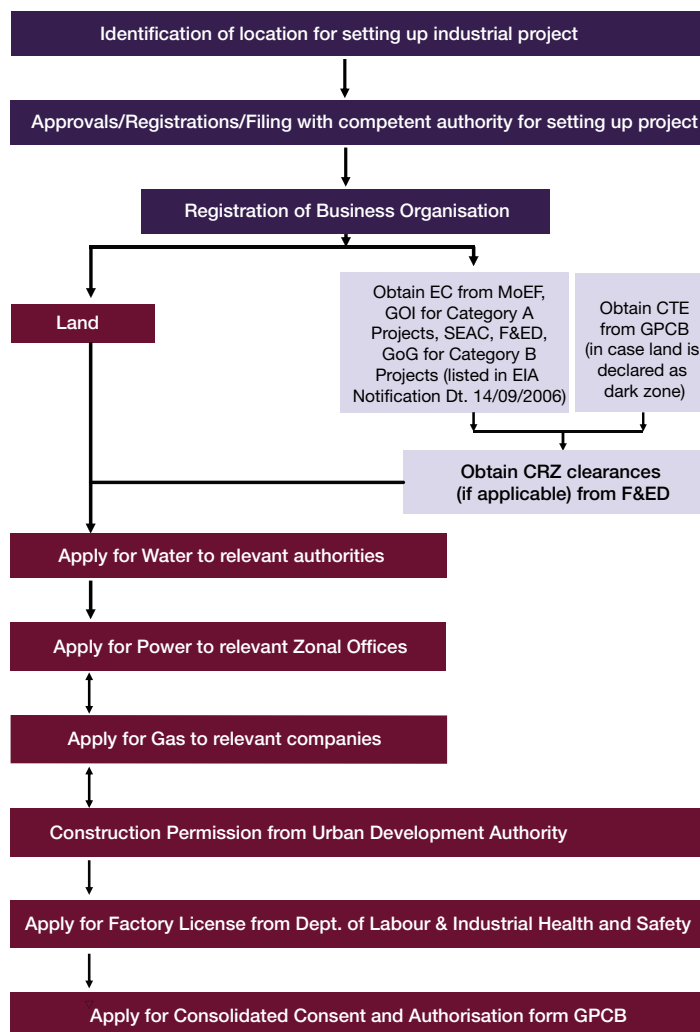 Identification of location for setting up industrial project
Approvals/Registrations/Filing with competent authority for setting up project
Registration of Business Organisation
Land
Obtain EC from MoEF,
GOI for Category A
Projects, SEAC, F&ED,
GoG for Category B
Projects (listed in EIA
Notification Dt. 14/09/2006)
Obtain CTE
from GPCB
(in case land is
declared as
dark zone)
Obtain CRZ clearances
(if applicable) from F&ED
Apply for Water to relevant authorities
Apply for Power to relevant Zonal Offices
Apply for Gas to relevant companies
Construction Permission from Urban Development Authority
Apply for Factory License from Dept. of Labour & Industrial Health and Safety
Apply for Consolidated Consent and Authorisation form GPCB